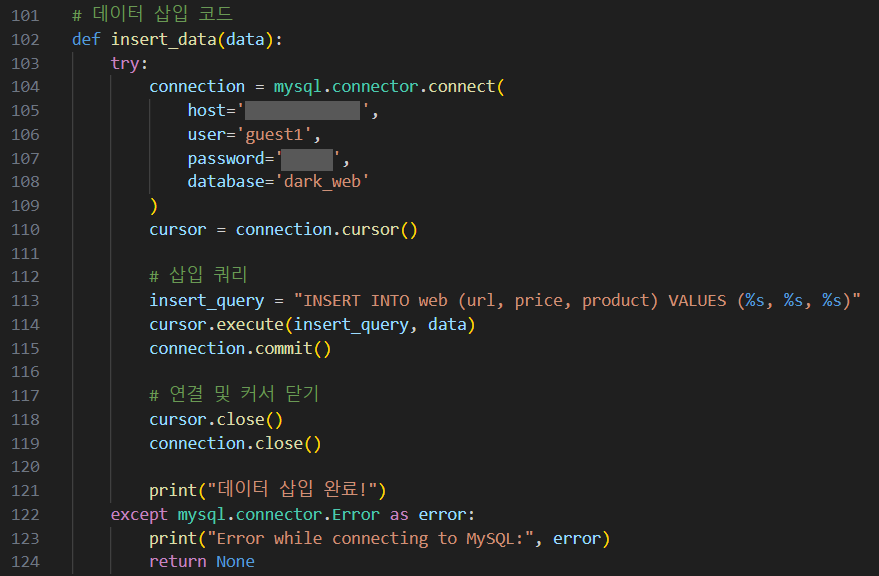 101 # 데이터 삽입 코드
102 def insert_data(data):
103     try:
104         connection = mysql.connector.connect(
105             host='',
106             user='guest1',
107             password='',
108             database='dark_web'
109         )
110         cursor = connection.cursor()
111
112         # 삽입 쿼리
113         insert_query = "INSERT INTO web (url, price, product) VALUES (%s, %s, %s)"
114         cursor.execute(insert_query, data)
115         connection.commit()
116
117         # 연결 및 커서 닫기
118         cursor.close()
119         connection.close()
120
121         print("데이터 삽입 완료!")
122     except mysql.connector.Error as error:
123         print("Error while connecting to MySQL:", error)
124         return None